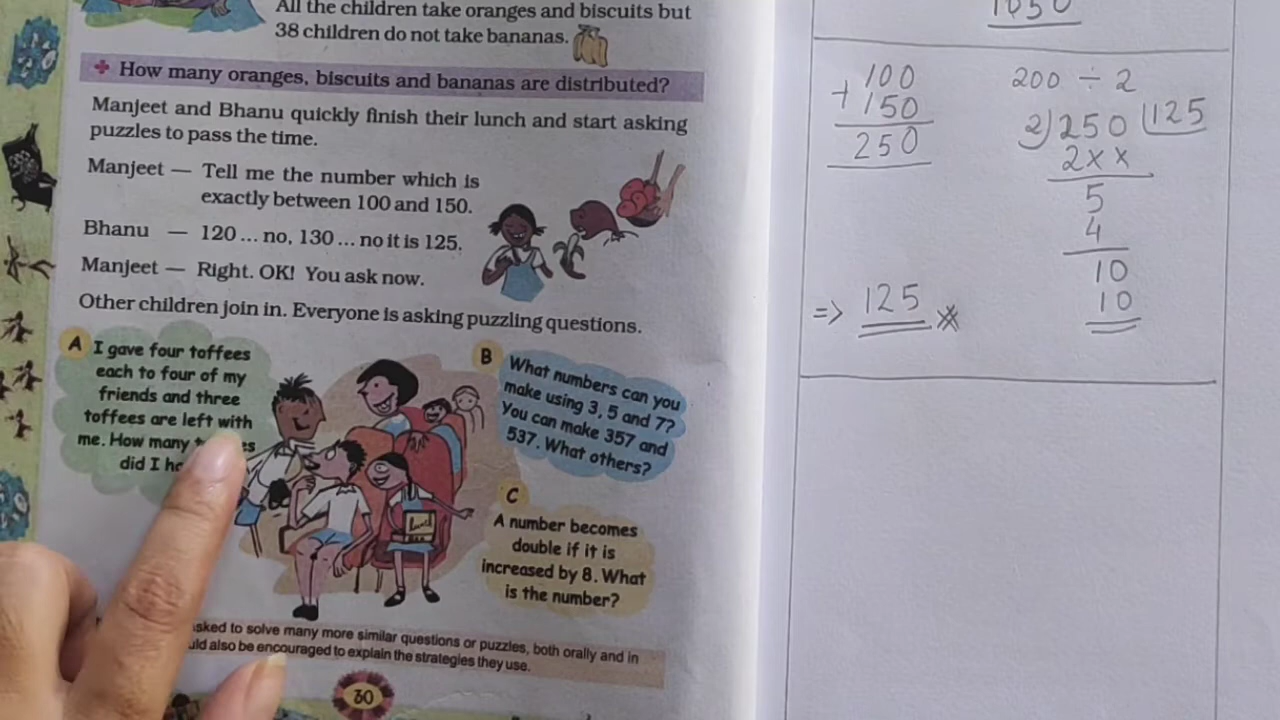 All the children take oranges and biscuits but
38 children do not take bananas.
How many oranges, biscuits and bananas are distributed?
Manjeet and Bhanu quickly finish their lunch and start asking
puzzles to pass the time.
Manjeet — Tell me the number which is
exactly between 100 and 150.
Bhanu — 120 ... no, 130 ... no it is 125.
Manjeet — Right. OK! You ask now.
Other children join in. Everyone is asking puzzling questions.
A I gave four toffees
each to four of my
friends and three
toffees are left with
me. How many
did I
B What numbers can you
make using 3, 5 and 7?
You can make 357 and
537. What others?
C
A number becomes
double if it is
increased by 8. What
is the number?
Lunch
asked to solve many more similar questions or puzzles, both orally and in
also be encouraged to explain the strategies they use.
30
1050
100
+ 150
250
200 ÷ 2
2)250 125
2xx
5
4
10
10
=> 125